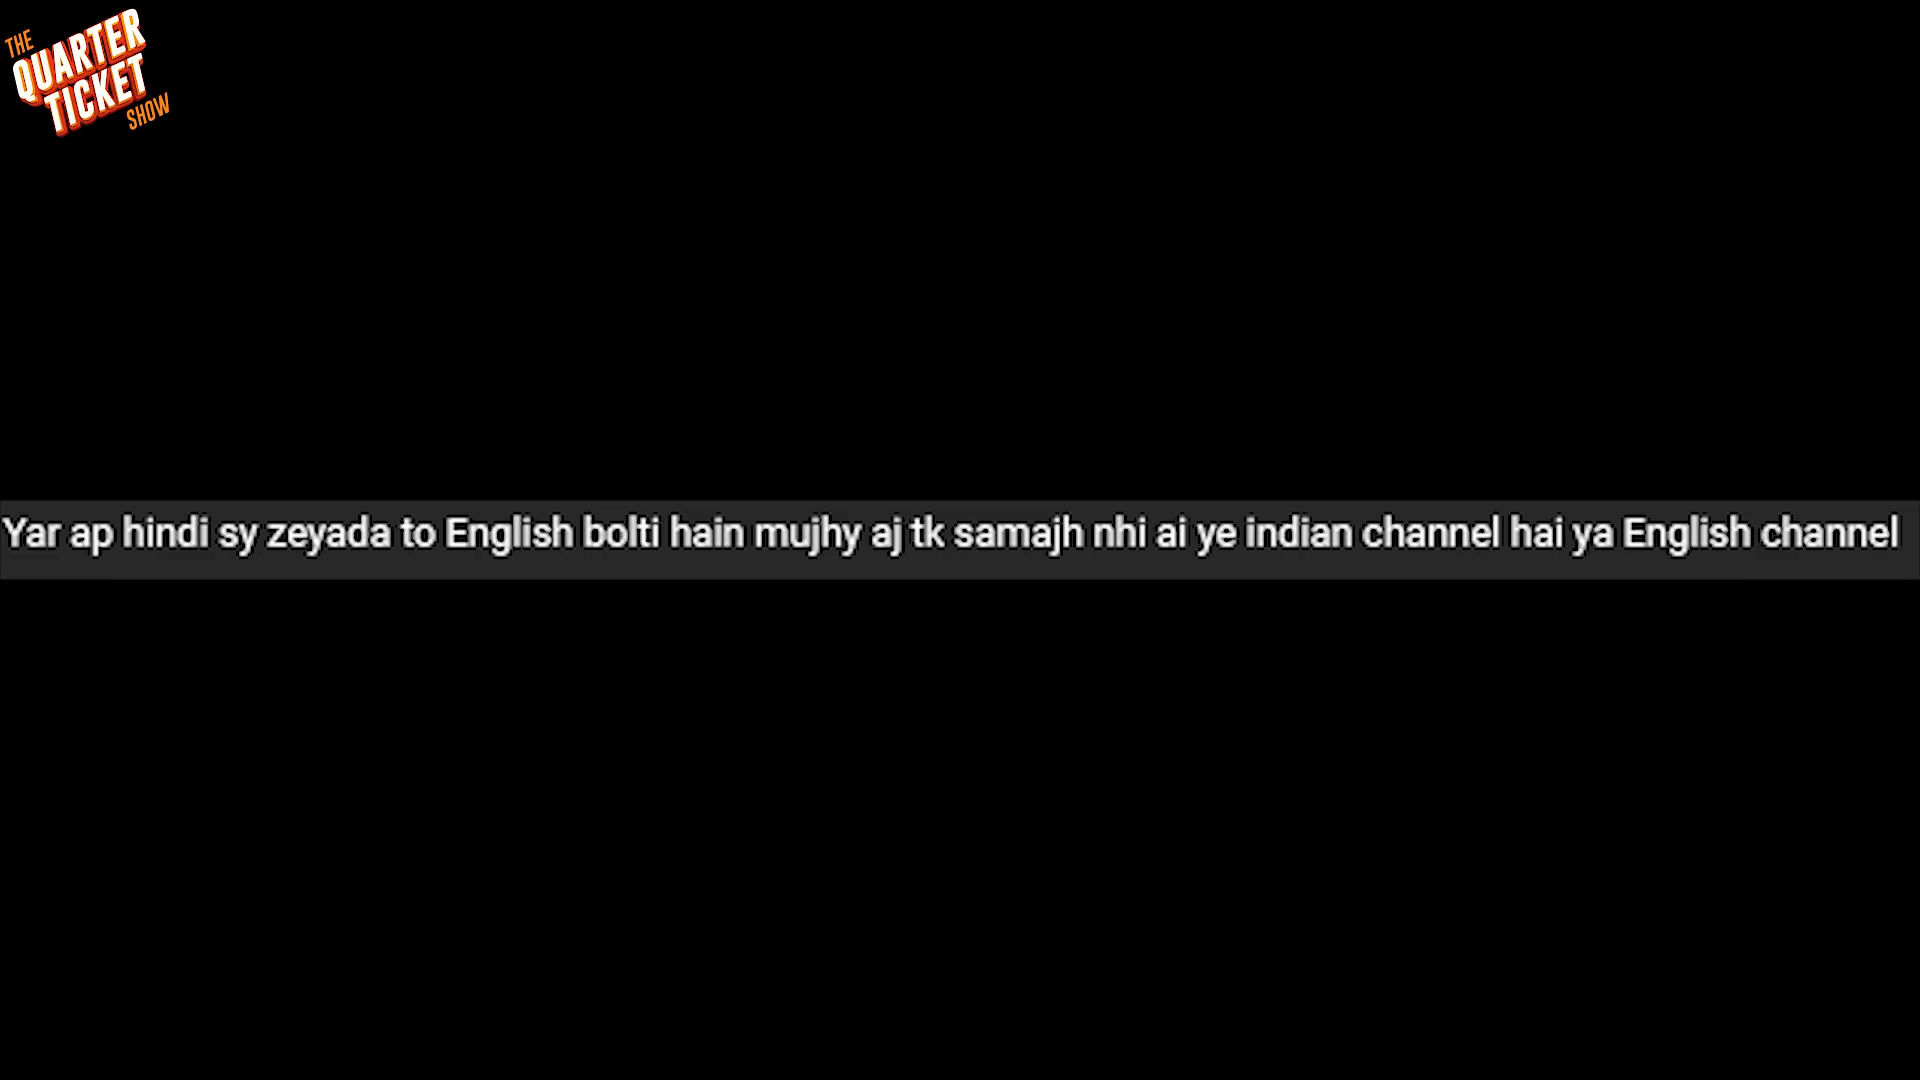 THE
QUARTER
TICKET
SHOW
Yar ap hindi sy zeyada to English bolti hain mujhy aj tk samajh nhi ai ye indian channel hai ya English channel